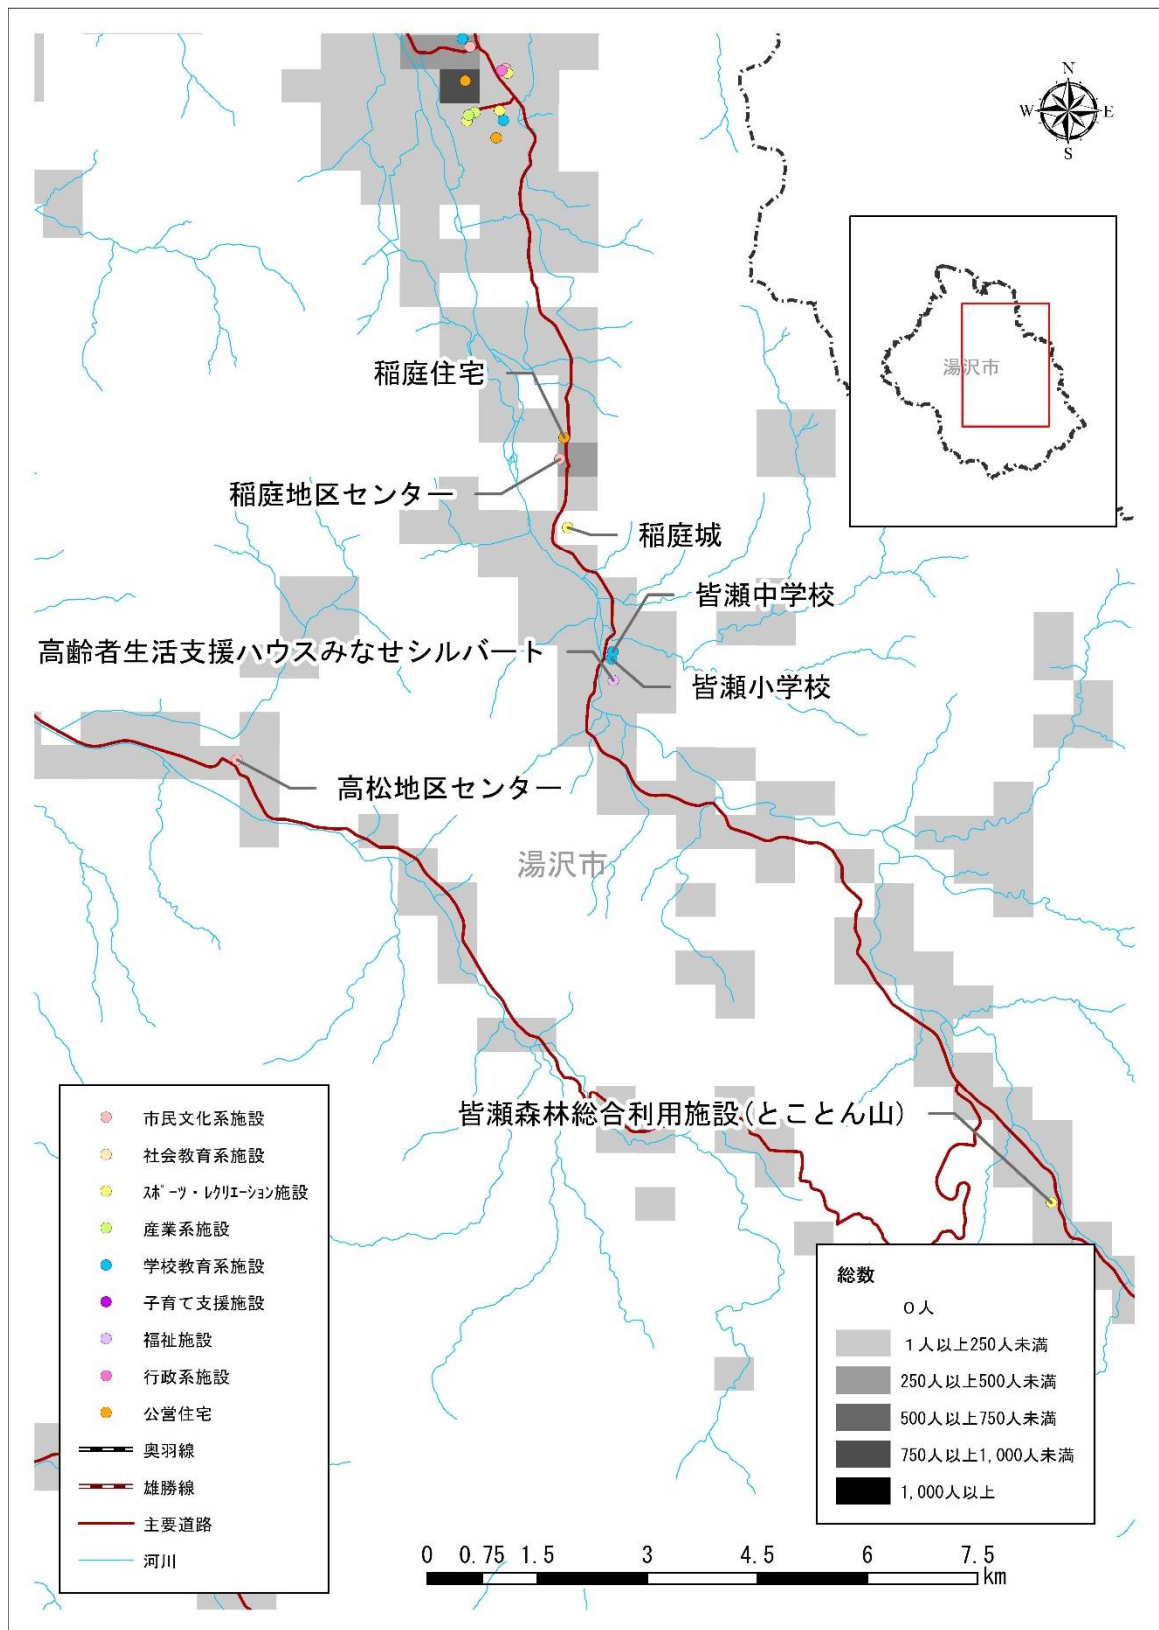 N
W E
S
湯沢市
稲庭住宅
稲庭地区センター
稲庭城
皆瀬中学校
高齢者生活支援ハウスみなせシルバート
皆瀬小学校
高松地区センター
湯沢市
皆瀬森林総合利用施設(とことん山)
市民文化系施設
社会教育系施設
ｽﾎﾟｰﾂ・ﾚｸﾘｴｰｼｮﾝ施設
産業系施設
学校教育系施設
子育て支援施設
福祉施設
行政系施設
公営住宅
奥羽線
雄勝線
主要道路
河川
総数
０人
１人以上250人未満
250人以上500人未満
500人以上750人未満
750人以上1,000人未満
1,000人以上
0 0.75 1.5 3 4.5 6 7.5
km